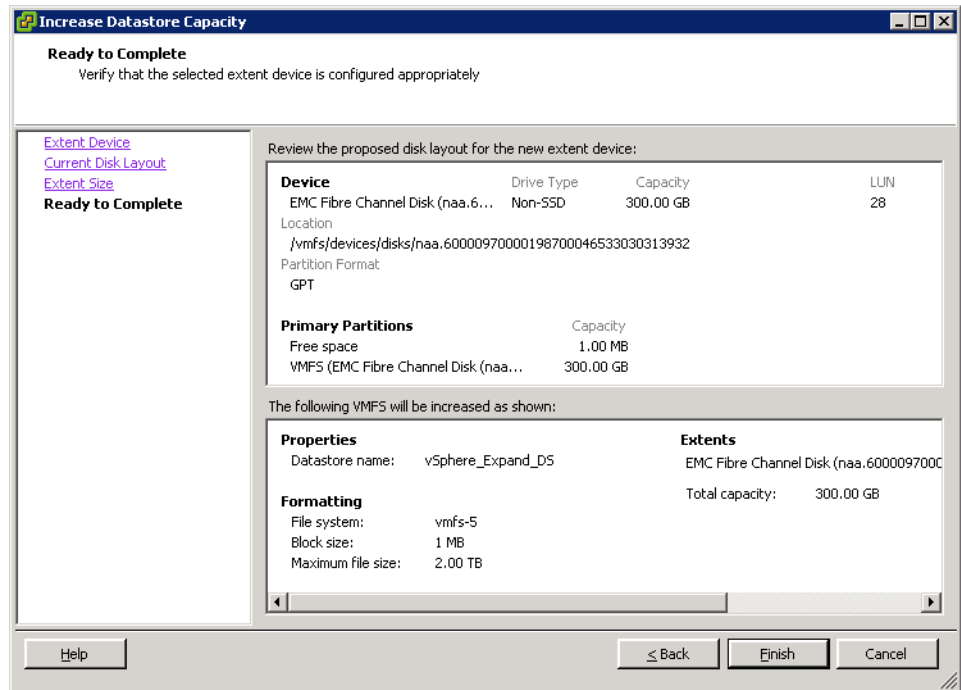 Increase Datastore Capacity
Ready to Complete
Verify that the selected extent device is configured appropriately
Extent Device
Current Disk Layout
Extent Size
Ready to Complete
Review the proposed disk layout for the new extent device:
Device Drive Type Capacity LUN
EMC Fibre Channel Disk (naa.6... Non-SSD 300.00 GB 28
Location
/vmfs/devices/disks/naa.60000970000198700046533030313932
Partition Format
GPT
Primary Partitions Capacity
Free space 1.00 MB
VMFS (EMC Fibre Channel Disk (naa... 300.00 GB
The following VMFS will be increased as shown:
Properties Extents
Datastore name: vSphere_Expand_DS EMC Fibre Channel Disk (naa.6000097000
Total capacity: 300.00 GB
Formatting
File system: vmfs-5
Block size: 1 MB
Maximum file size: 2.00 TB
Help < Back Finish Cancel